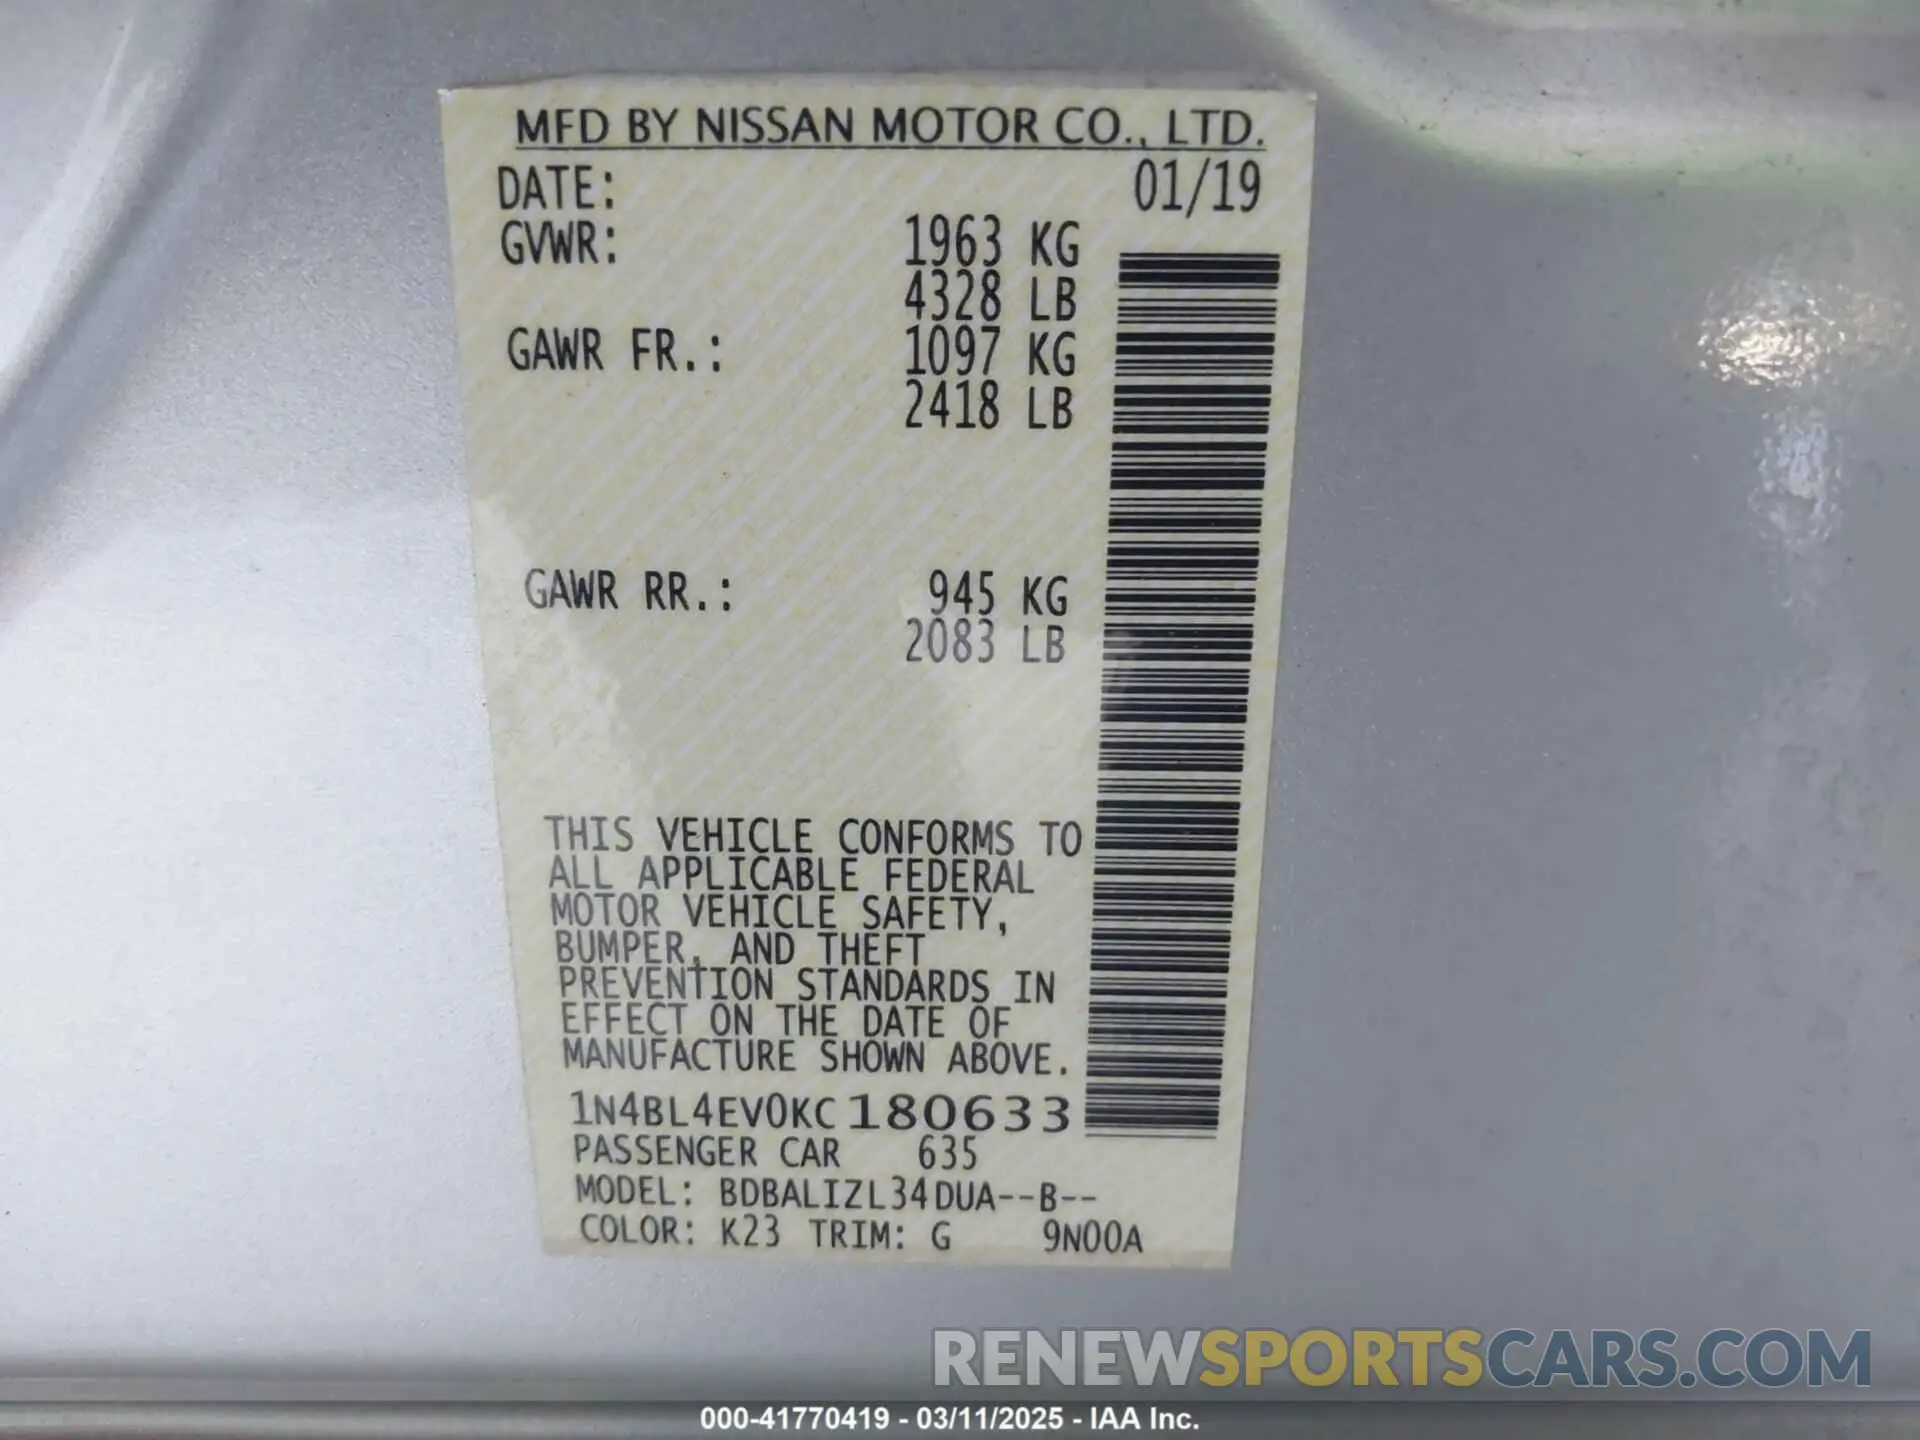 MFD BY NISSAN MOTOR CO., LTD.
DATE: 01/19
GVWR: 1963 KG
4328 LB
GAWR FR.: 1097 KG
2418 LB
GAWR RR.: 945 KG
2083 LB
THIS VEHICLE CONFORMS TO
ALL APPLICABLE FEDERAL
MOTOR VEHICLE SAFETY,
BUMPER, AND THEFT
PREVENTION STANDARDS IN
EFFECT ON THE DATE OF
MANUFACTURE SHOWN ABOVE.
1N4BL4EV0KC180633
PASSENGER CAR 635
MODEL: BDBALIZL34DUA--B--
COLOR: K23 TRIM: G 9N00A
RENEWSPORTSCARS.COM
000-41770419 - 03/11/2025 - IAA Inc.